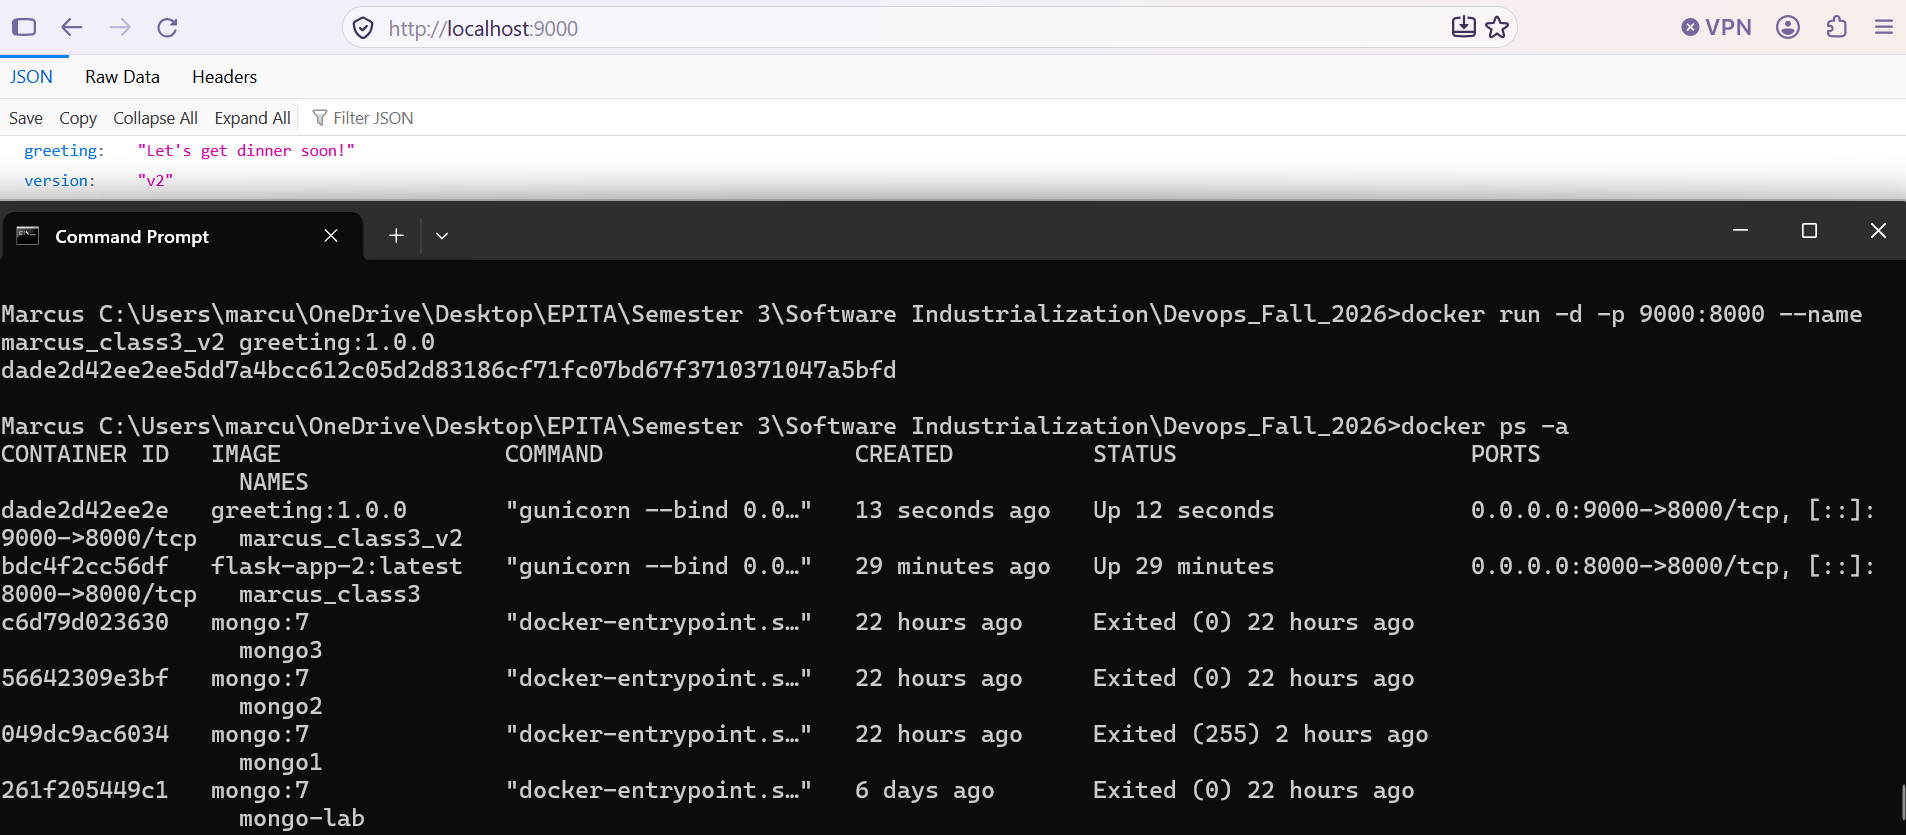 http://localhost:9000
VPN
JSON Raw Data Headers
Save Copy Collapse All Expand All Filter JSON
greeting: "Let's get dinner soon!"
version: "v2"
Command Prompt
Marcus C:\Users\marcu\OneDrive\Desktop\EPITA\Semester 3\Software Industrialization\Devops_Fall_2026>docker run -d -p 9000:8000 --name
marcus_class3_v2 greeting:1.0.0
dade2d42ee2ee5dd7a4bcc612c05d2d83186cf71fc07bd67f3710371047a5bfd
Marcus C:\Users\marcu\OneDrive\Desktop\EPITA\Semester 3\Software Industrialization\Devops_Fall_2026>docker ps -a
CONTAINER ID IMAGE COMMAND CREATED STATUS PORTS
NAMES
dade2d42ee2e greeting:1.0.0 "gunicorn --bind 0.0…" 13 seconds ago Up 12 seconds 0.0.0.0:9000->8000/tcp, [::]:
9000->8000/tcp marcus_class3_v2
bdc4f2cc56df flask-app-2:latest "gunicorn --bind 0.0…" 29 minutes ago Up 29 minutes 0.0.0.0:8000->8000/tcp, [::]:
8000->8000/tcp marcus_class3
c6d79d023630 mongo:7 "docker-entrypoint.s…" 22 hours ago Exited (0) 22 hours ago
mongo3
56642309e3bf mongo:7 "docker-entrypoint.s…" 22 hours ago Exited (0) 22 hours ago
mongo2
049dc9ac6034 mongo:7 "docker-entrypoint.s…" 22 hours ago Exited (255) 2 hours ago
mongo1
261f205449c1 mongo:7 "docker-entrypoint.s…" 6 days ago Exited (0) 22 hours ago
mongo-lab